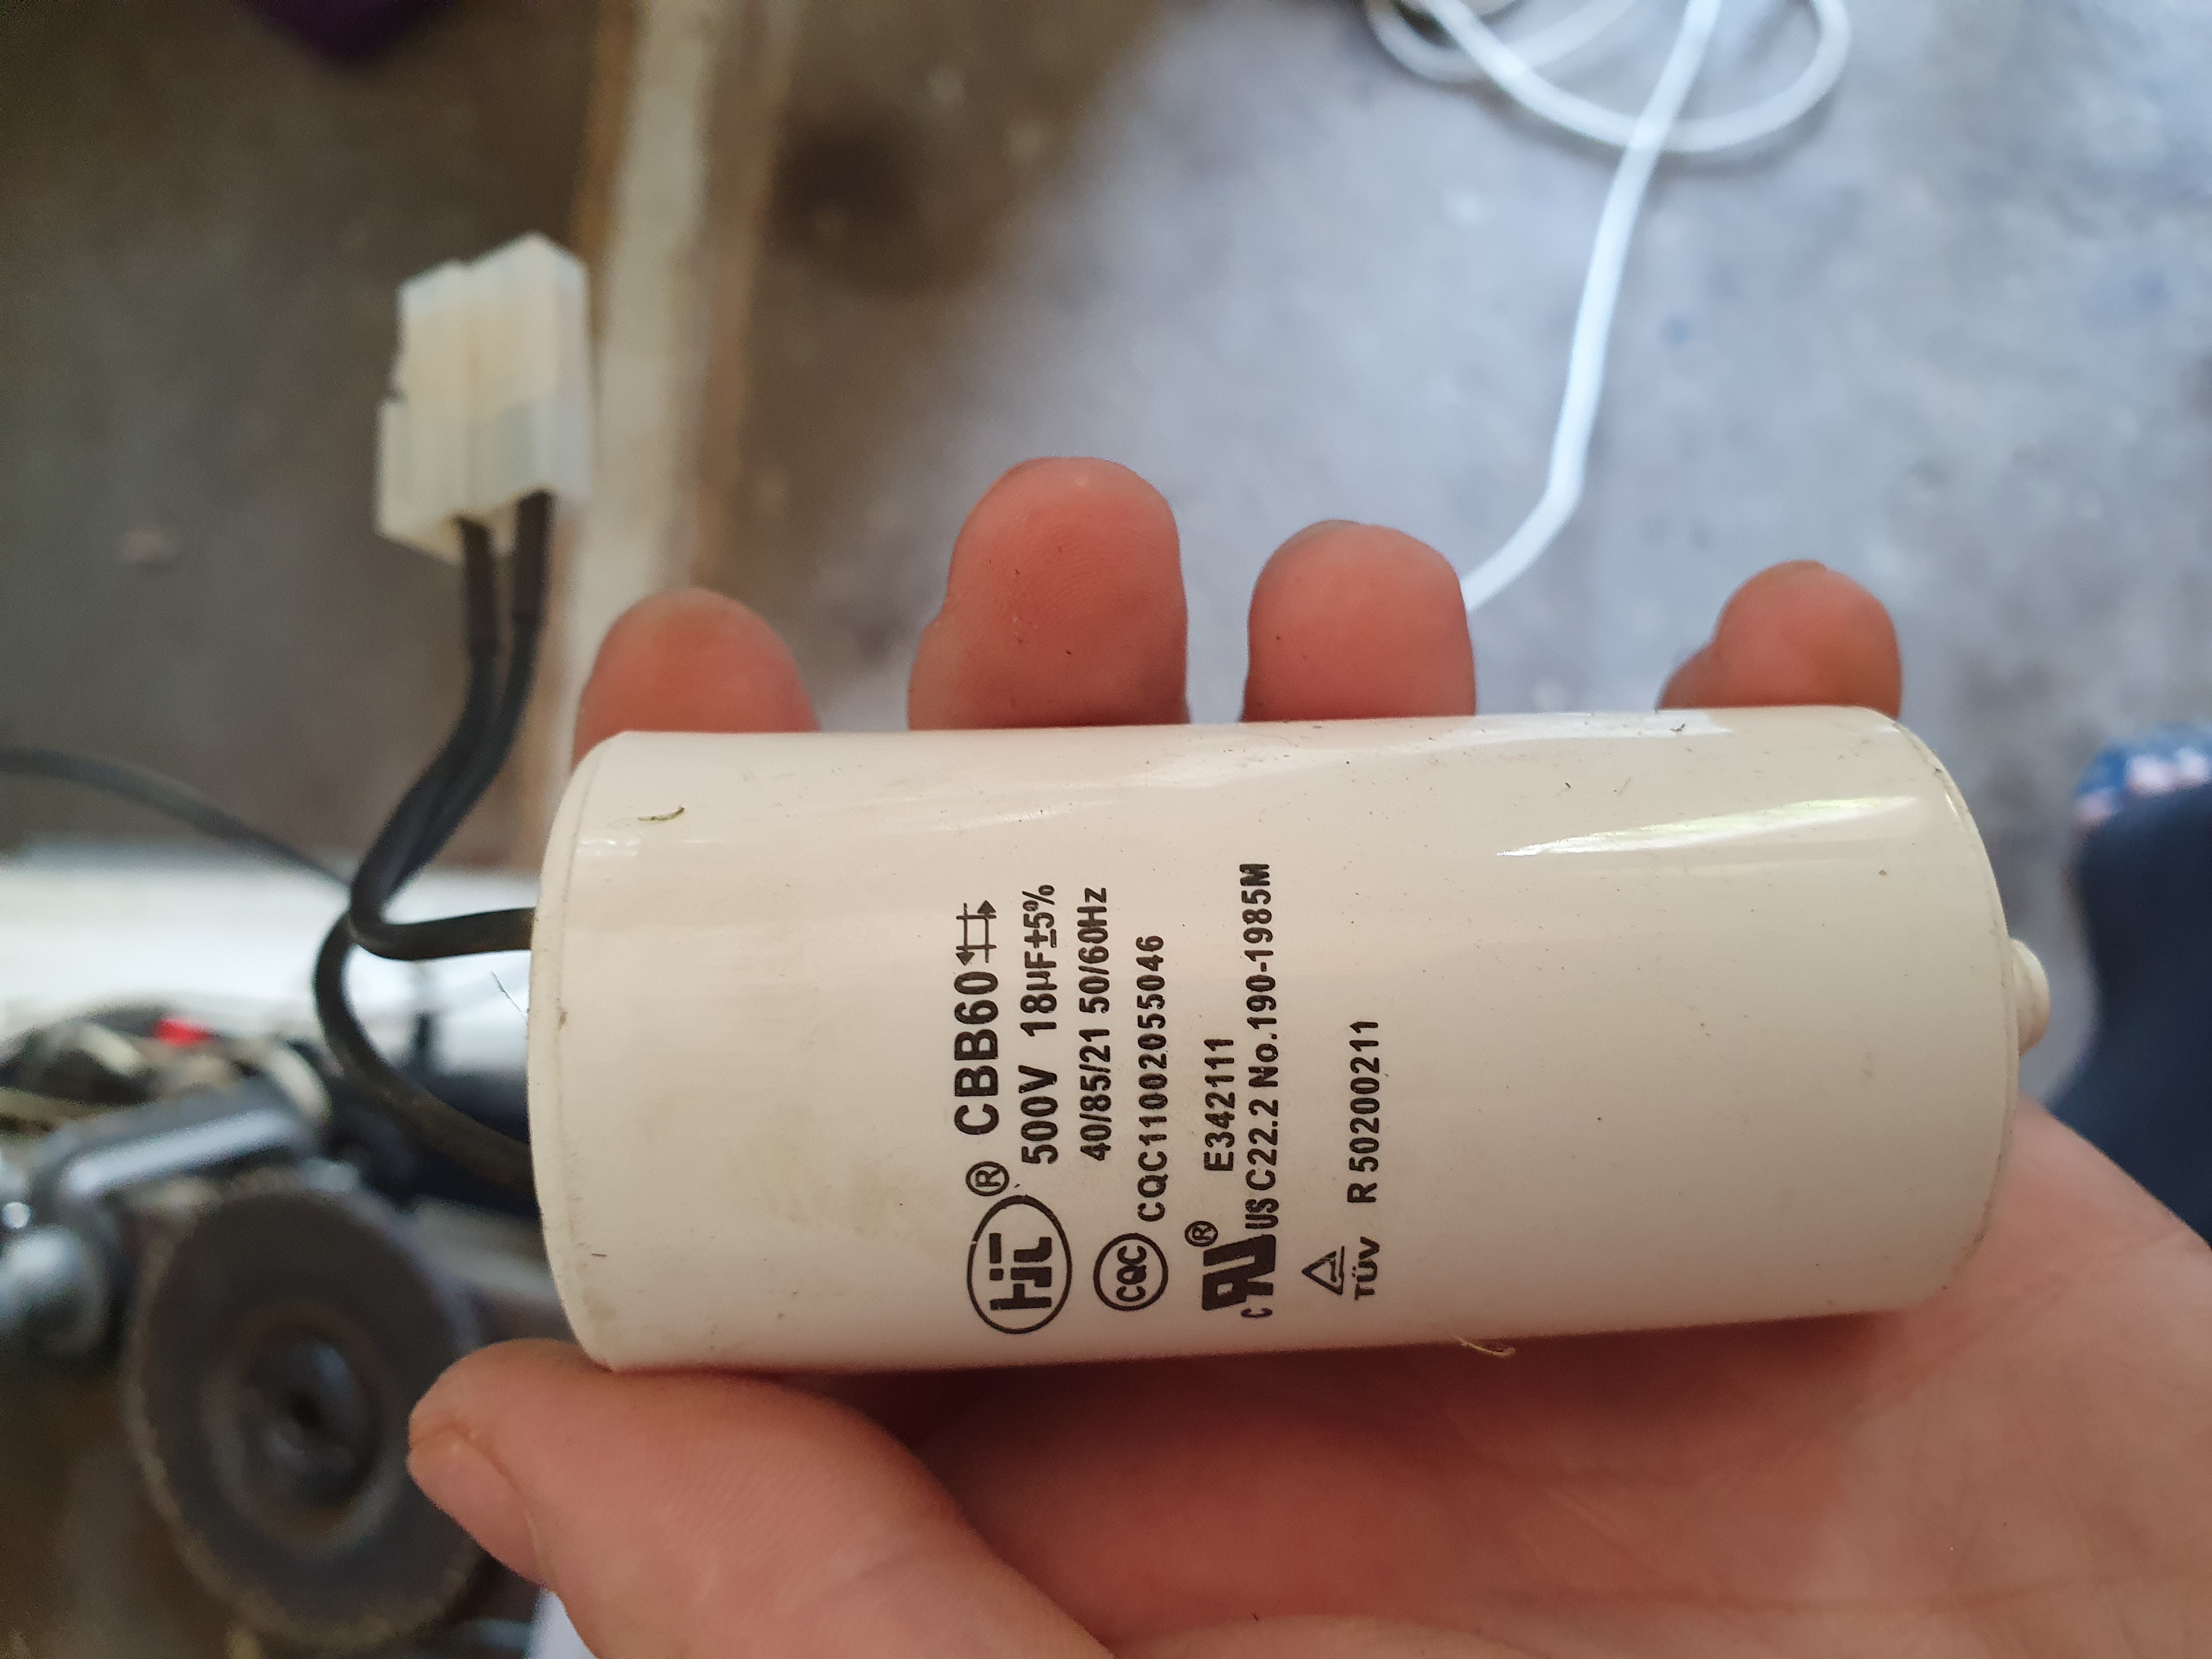 HJC® CBB60
500V 18μF±5%
40/85/21 50/60Hz
CQC CQC11002055046
E342111
c RU® US C22.2 No.190-1985M
TÜV R 50200211